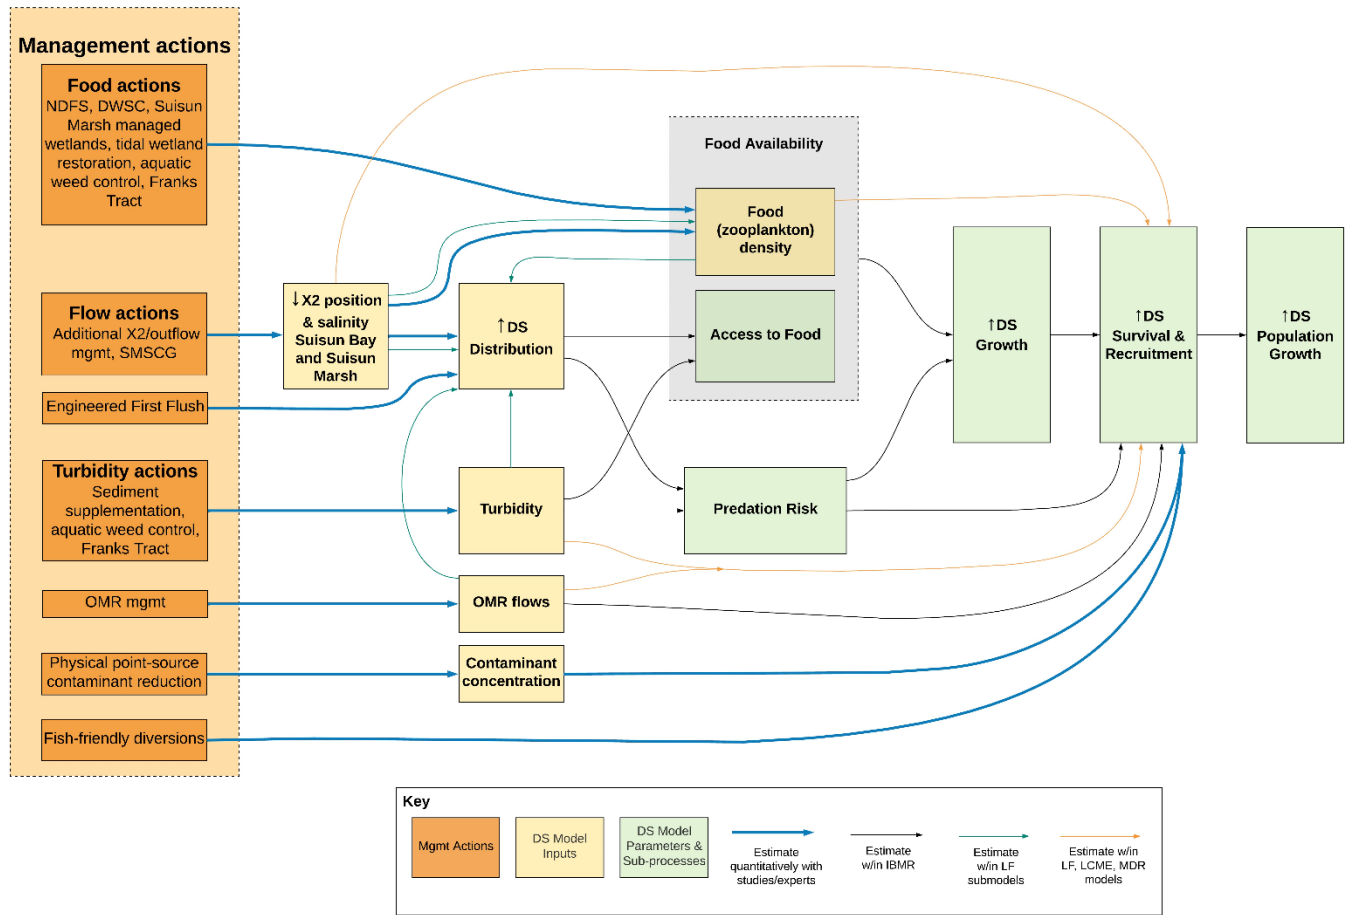 Management actions
Food actions
NDFS, DWSC, Suisun
Marsh managed
wetlands, tidal wetland
restoration, aquatic
weed control, Franks
Tract
Flow actions
Additional X2/outflow
mgmt, SMSCG
Engineered First Flush
Turbidity actions
Sediment
supplementation,
aquatic weed control,
Franks Tract
OMR mgmt
Physical point-source
contaminant reduction
Fish-friendly diversions
↓X2 position
& salinity
Suisun Bay
and Suisun
Marsh
↑DS
Distribution
Turbidity
OMR flows
Contaminant
concentration
Food Availability
Food
(zooplankton)
density
Access to Food
Predation Risk
↑DS
Growth
↑DS
Survival &
Recruitment
↑DS
Population
Growth
Key
Mgmt Actions
DS Model
Inputs
DS Model
Parameters &
Sub-processes
Estimate
quantitatively with
studies/experts
Estimate
w/in IBMR
Estimate
w/in LF
submodels
Estimate w/in
LF, LCME, MDR
models